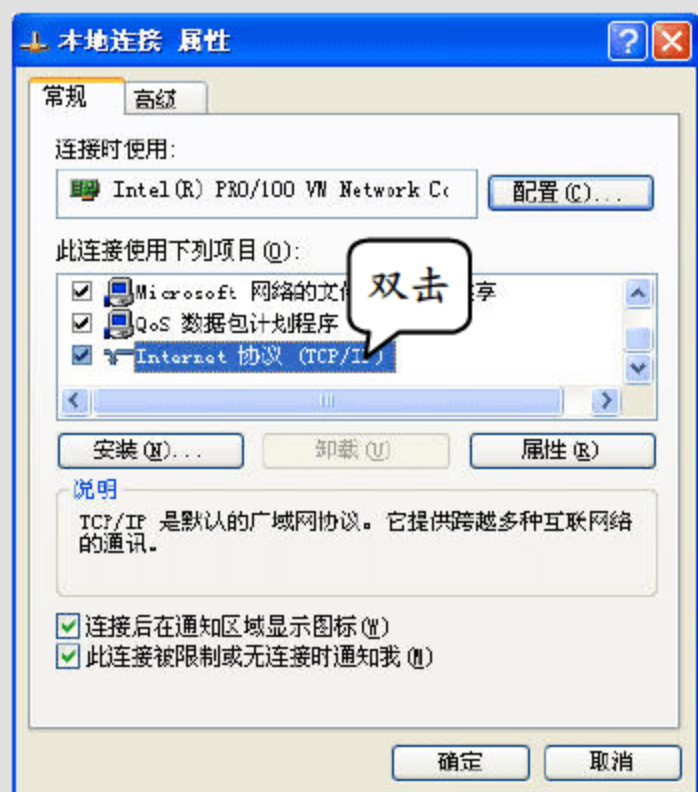 本地连接 属性
常规
高级
连接时使用:
Intel(R) PRO/100 VM Network Co
配置(C)...
此连接使用下列项目(O):
Microsoft 网络的文件
享
双击
QoS 数据包计划程序
Internet 协议 (TCP/IP)
安装(N)...
卸载(U)
属性(R)
说明
TCP/IP 是默认的广域网协议。它提供跨越多种互联网络
的通讯。
连接后在通知区域显示图标(W)
此连接被限制或无连接时通知我(M)
确定
取消